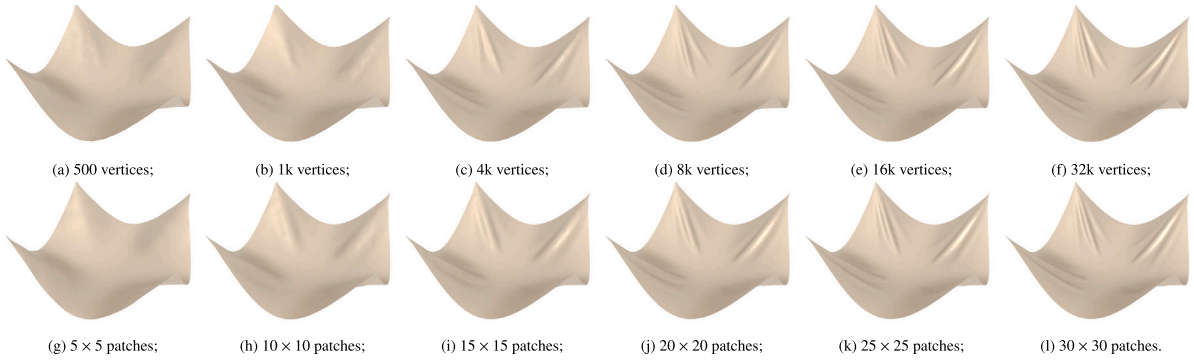 (a) 500 vertices;
(b) 1k vertices;
(c) 4k vertices;
(d) 8k vertices;
(e) 16k vertices;
(f) 32k vertices;
(g) 5 × 5 patches;
(h) 10 × 10 patches;
(i) 15 × 15 patches;
(j) 20 × 20 patches;
(k) 25 × 25 patches;
(l) 30 × 30 patches.